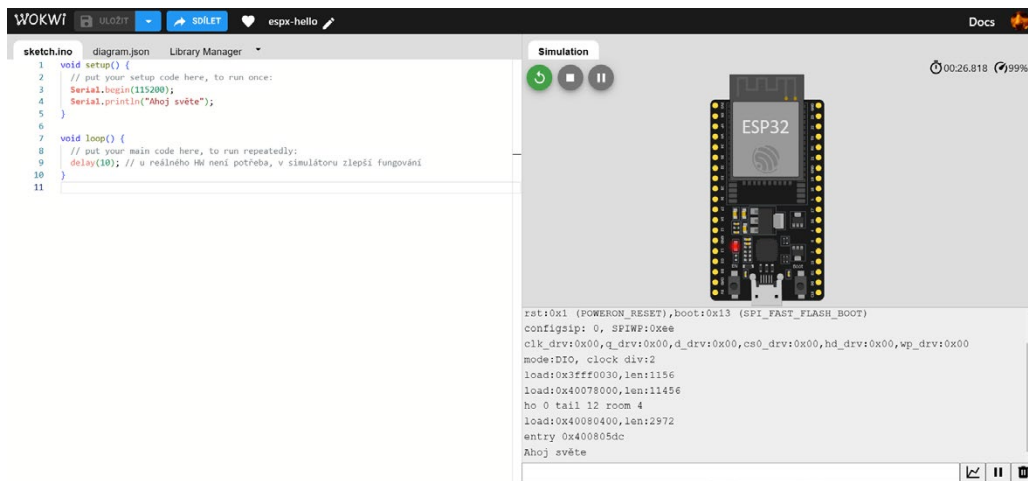 WOKWI ULOŽIT SDÍLET espx-hello Docs
sketch.ino diagram.json Library Manager
1 void setup() {
2 // put your setup code here, to run once:
3 Serial.begin(115200);
4 Serial.println("Ahoj světe");
5 }
6
7 void loop() {
8 // put your main code here, to run repeatedly:
9 delay(10); // u reálného HW není potřeba, v simulátoru zlepší fungování
10 }
11
Simulation
00:26.818 99%
ESP32
rst:0x1 (POWERON_RESET),boot:0x13 (SPI_FAST_FLASH_BOOT)
configsip: 0, SPIWP:0xee
clk_drv:0x00,q_drv:0x00,d_drv:0x00,cs0_drv:0x00,hd_drv:0x00,wp_drv:0x00
mode:DIO, clock div:2
load:0x3fff0030,len:1156
load:0x40078000,len:11456
ho 0 tail 12 room 4
load:0x40080400,len:2972
entry 0x400805dc
Ahoj světe